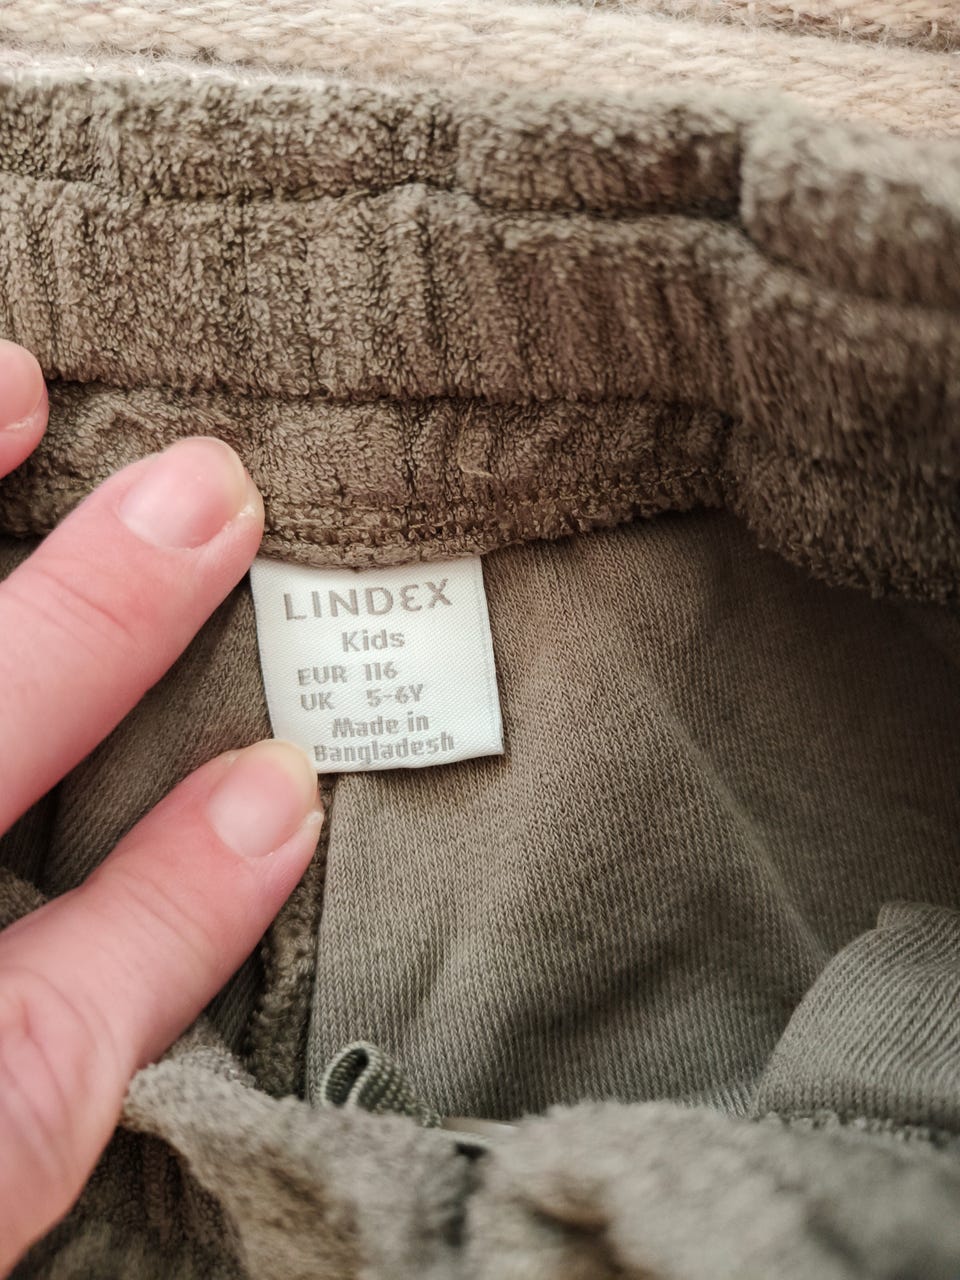 LINDEX
Kids
EUR 116
UK 5-6Y
Made in
Bangladesh